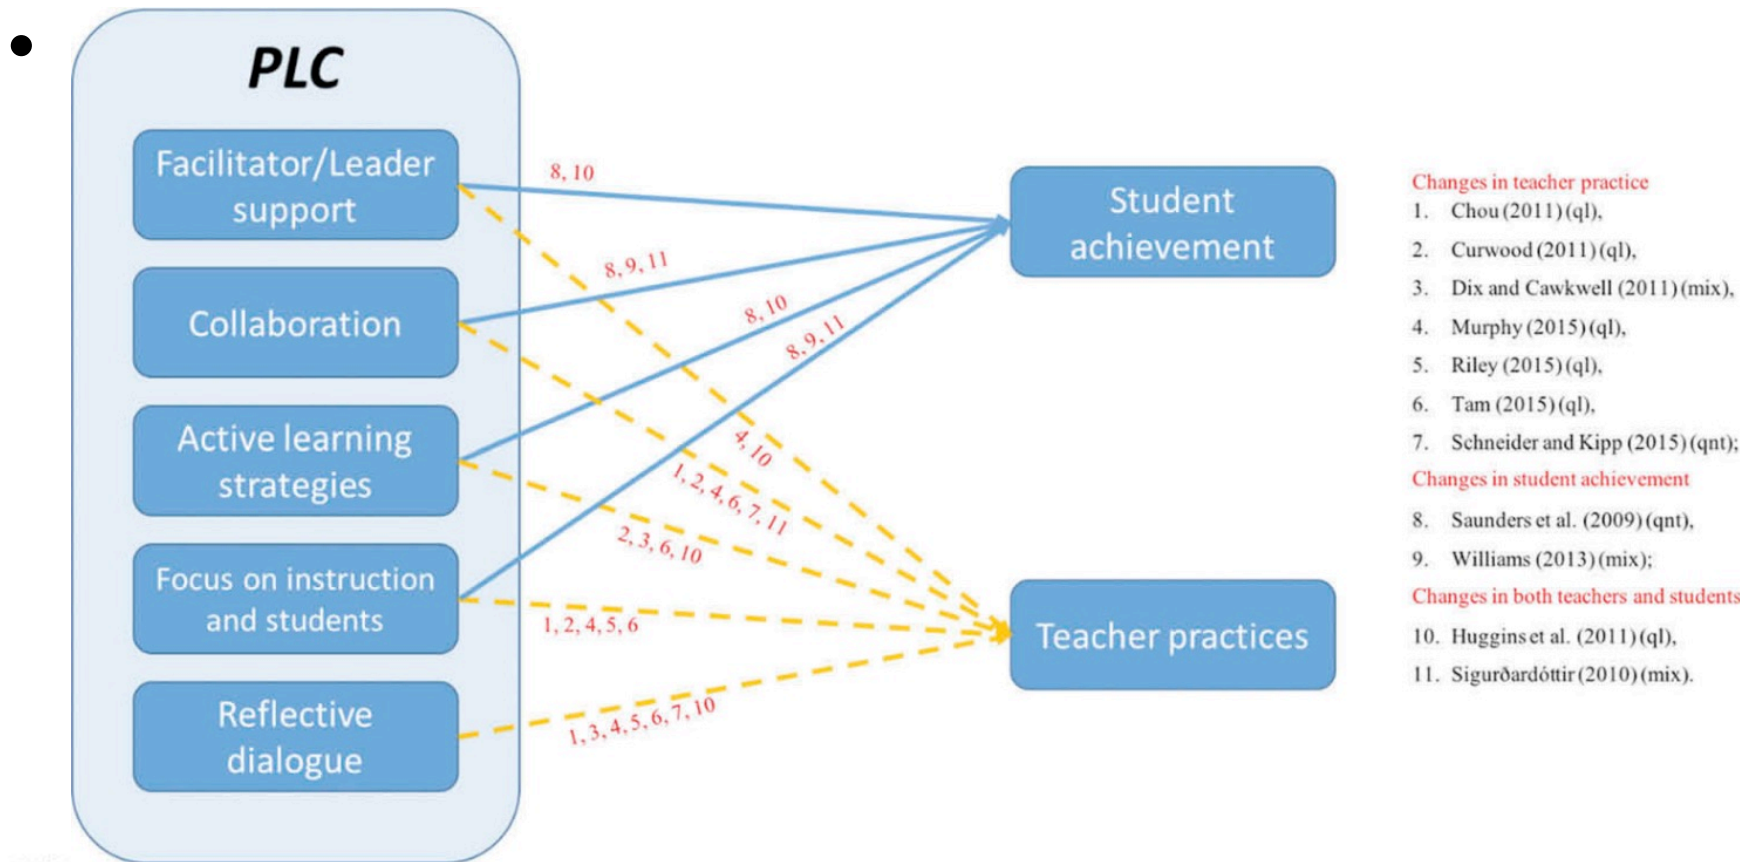 PLC
Facilitator/Leader
support
Collaboration
Active learning
strategies
Focus on instruction
and students
Reflective
dialogue
8, 10
8, 9, 11
8, 10
8, 9, 11
4, 10
1, 2, 4, 6, 7, 11
2, 3, 6, 10
1, 2, 4, 5, 6
1, 3, 4, 5, 6, 7, 10
Student
achievement
Teacher practices
Changes in teacher practice
1. Chou (2011) (ql),
2. Curwood (2011) (ql),
3. Dix and Cawkwell (2011) (mix),
4. Murphy (2015) (ql),
5. Riley (2015) (ql),
6. Tam (2015) (ql),
7. Schneider and Kipp (2015) (qnt);
Changes in student achievement
8. Saunders et al. (2009) (qnt),
9. Williams (2013) (mix);
Changes in both teachers and students
10. Huggins et al. (2011) (ql),
11. Sigurðardóttir (2010) (mix).